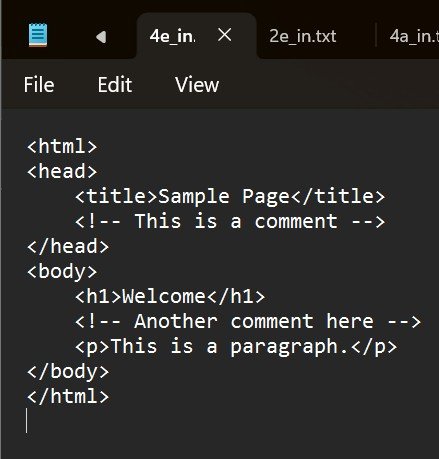 4e_in. 2e_in.txt 4a_in.t
File Edit View
<html>
<head>
    <title>Sample Page</title>
    <!-- This is a comment -->
</head>
<body>
    <h1>Welcome</h1>
    <!-- Another comment here -->
    <p>This is a paragraph.</p>
</body>
</html>